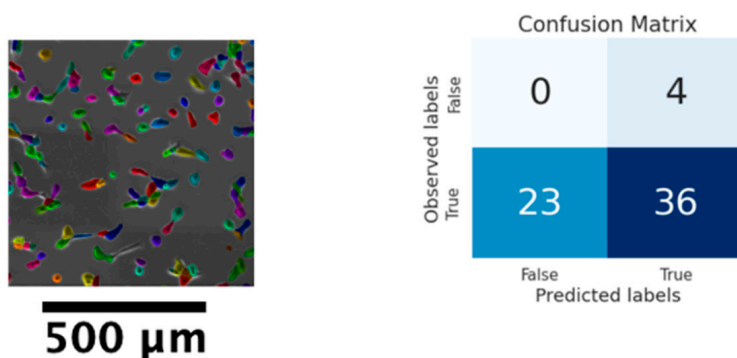 Confusion Matrix
Observed labels
False
True
0
4
23
36
False
True
Predicted labels
500 µm